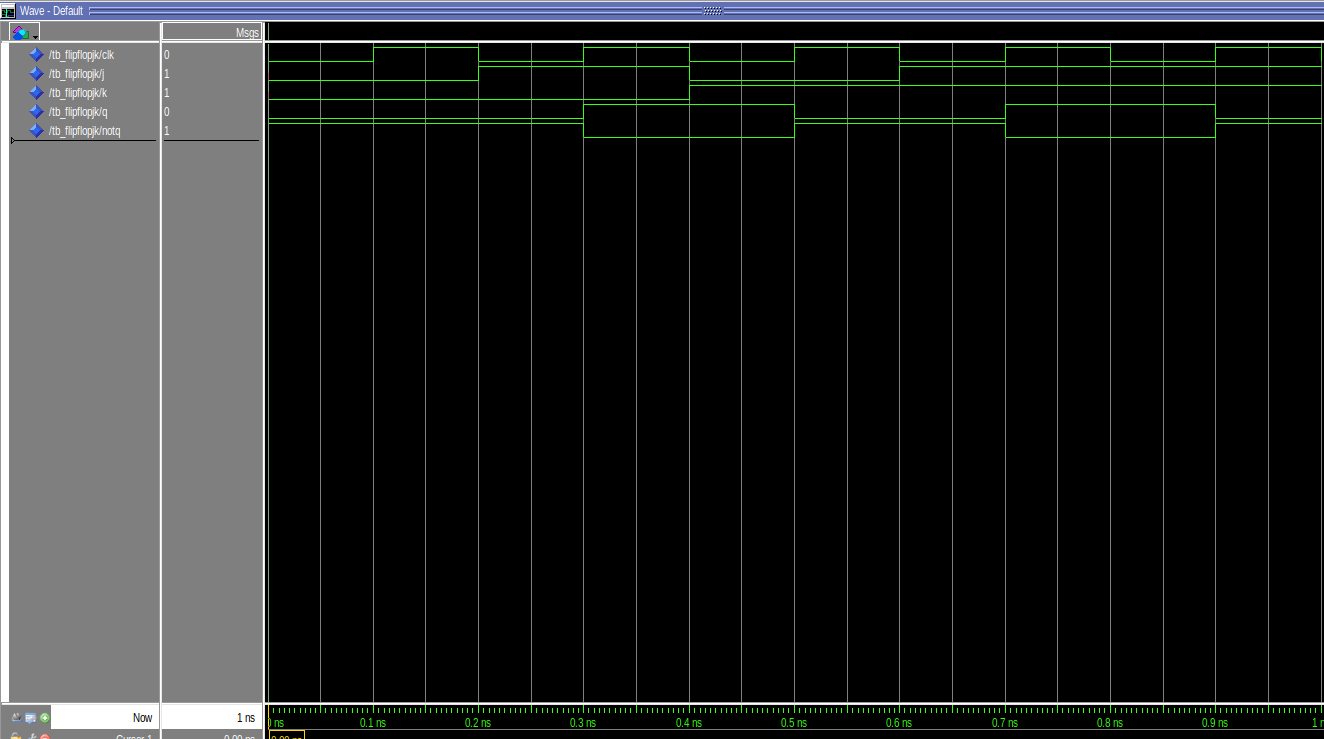 Wave - Default
Msgs
/tb_flipflopjk/clk 0
/tb_flipflopjk/j 1
/tb_flipflopjk/k 1
/tb_flipflopjk/q 0
/tb_flipflopjk/notq 1
Now 1 ns
ns 0.1 ns 0.2 ns 0.3 ns 0.4 ns 0.5 ns 0.6 ns 0.7 ns 0.8 ns 0.9 ns 1 n
Cursor 1 0.00 ns 0.00 ns